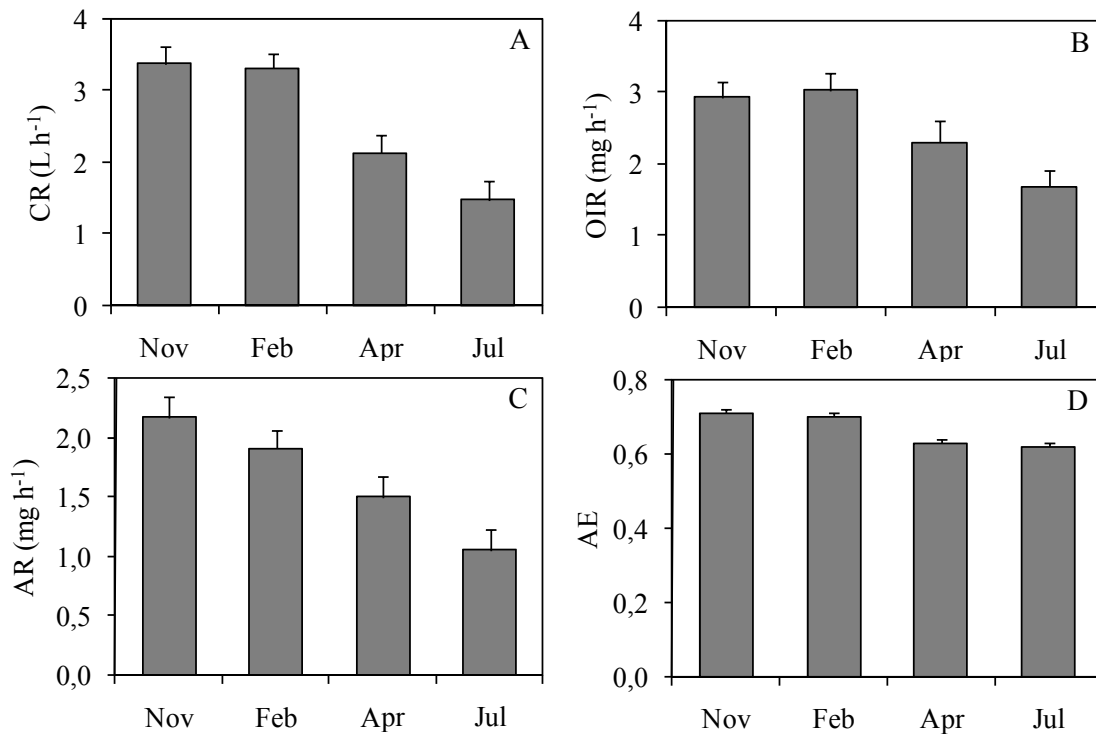 A
4
3
2
1
0
CR (L h-1)
Nov Feb Apr Jul
B
4
3
2
1
0
OIR (mg h-1)
Nov Feb Apr Jul
C
2,5
2,0
1,5
1,0
0,5
0,0
AR (mg h-1)
Nov Feb Apr Jul
D
0,8
0,6
0,4
0,2
0,0
AE
Nov Feb Apr Jul